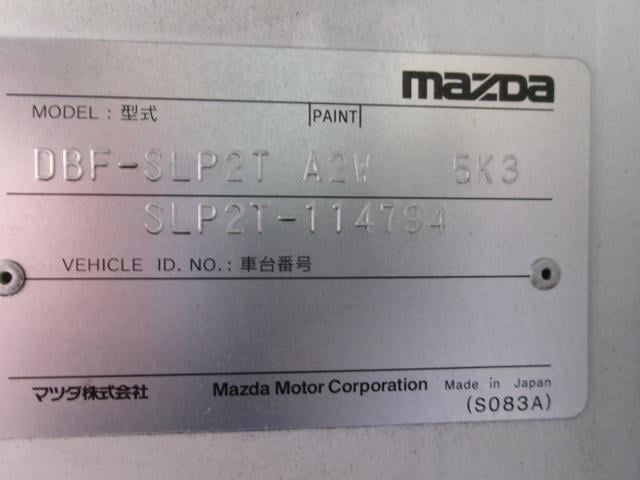 mazda
MODEL : 型式 PAINT
DBF-SLP2T A2W 5K3
SLP2T-114794
VEHICLE ID. NO. : 車台番号
マツダ株式会社 Mazda Motor Corporation Made in Japan
(S083A)